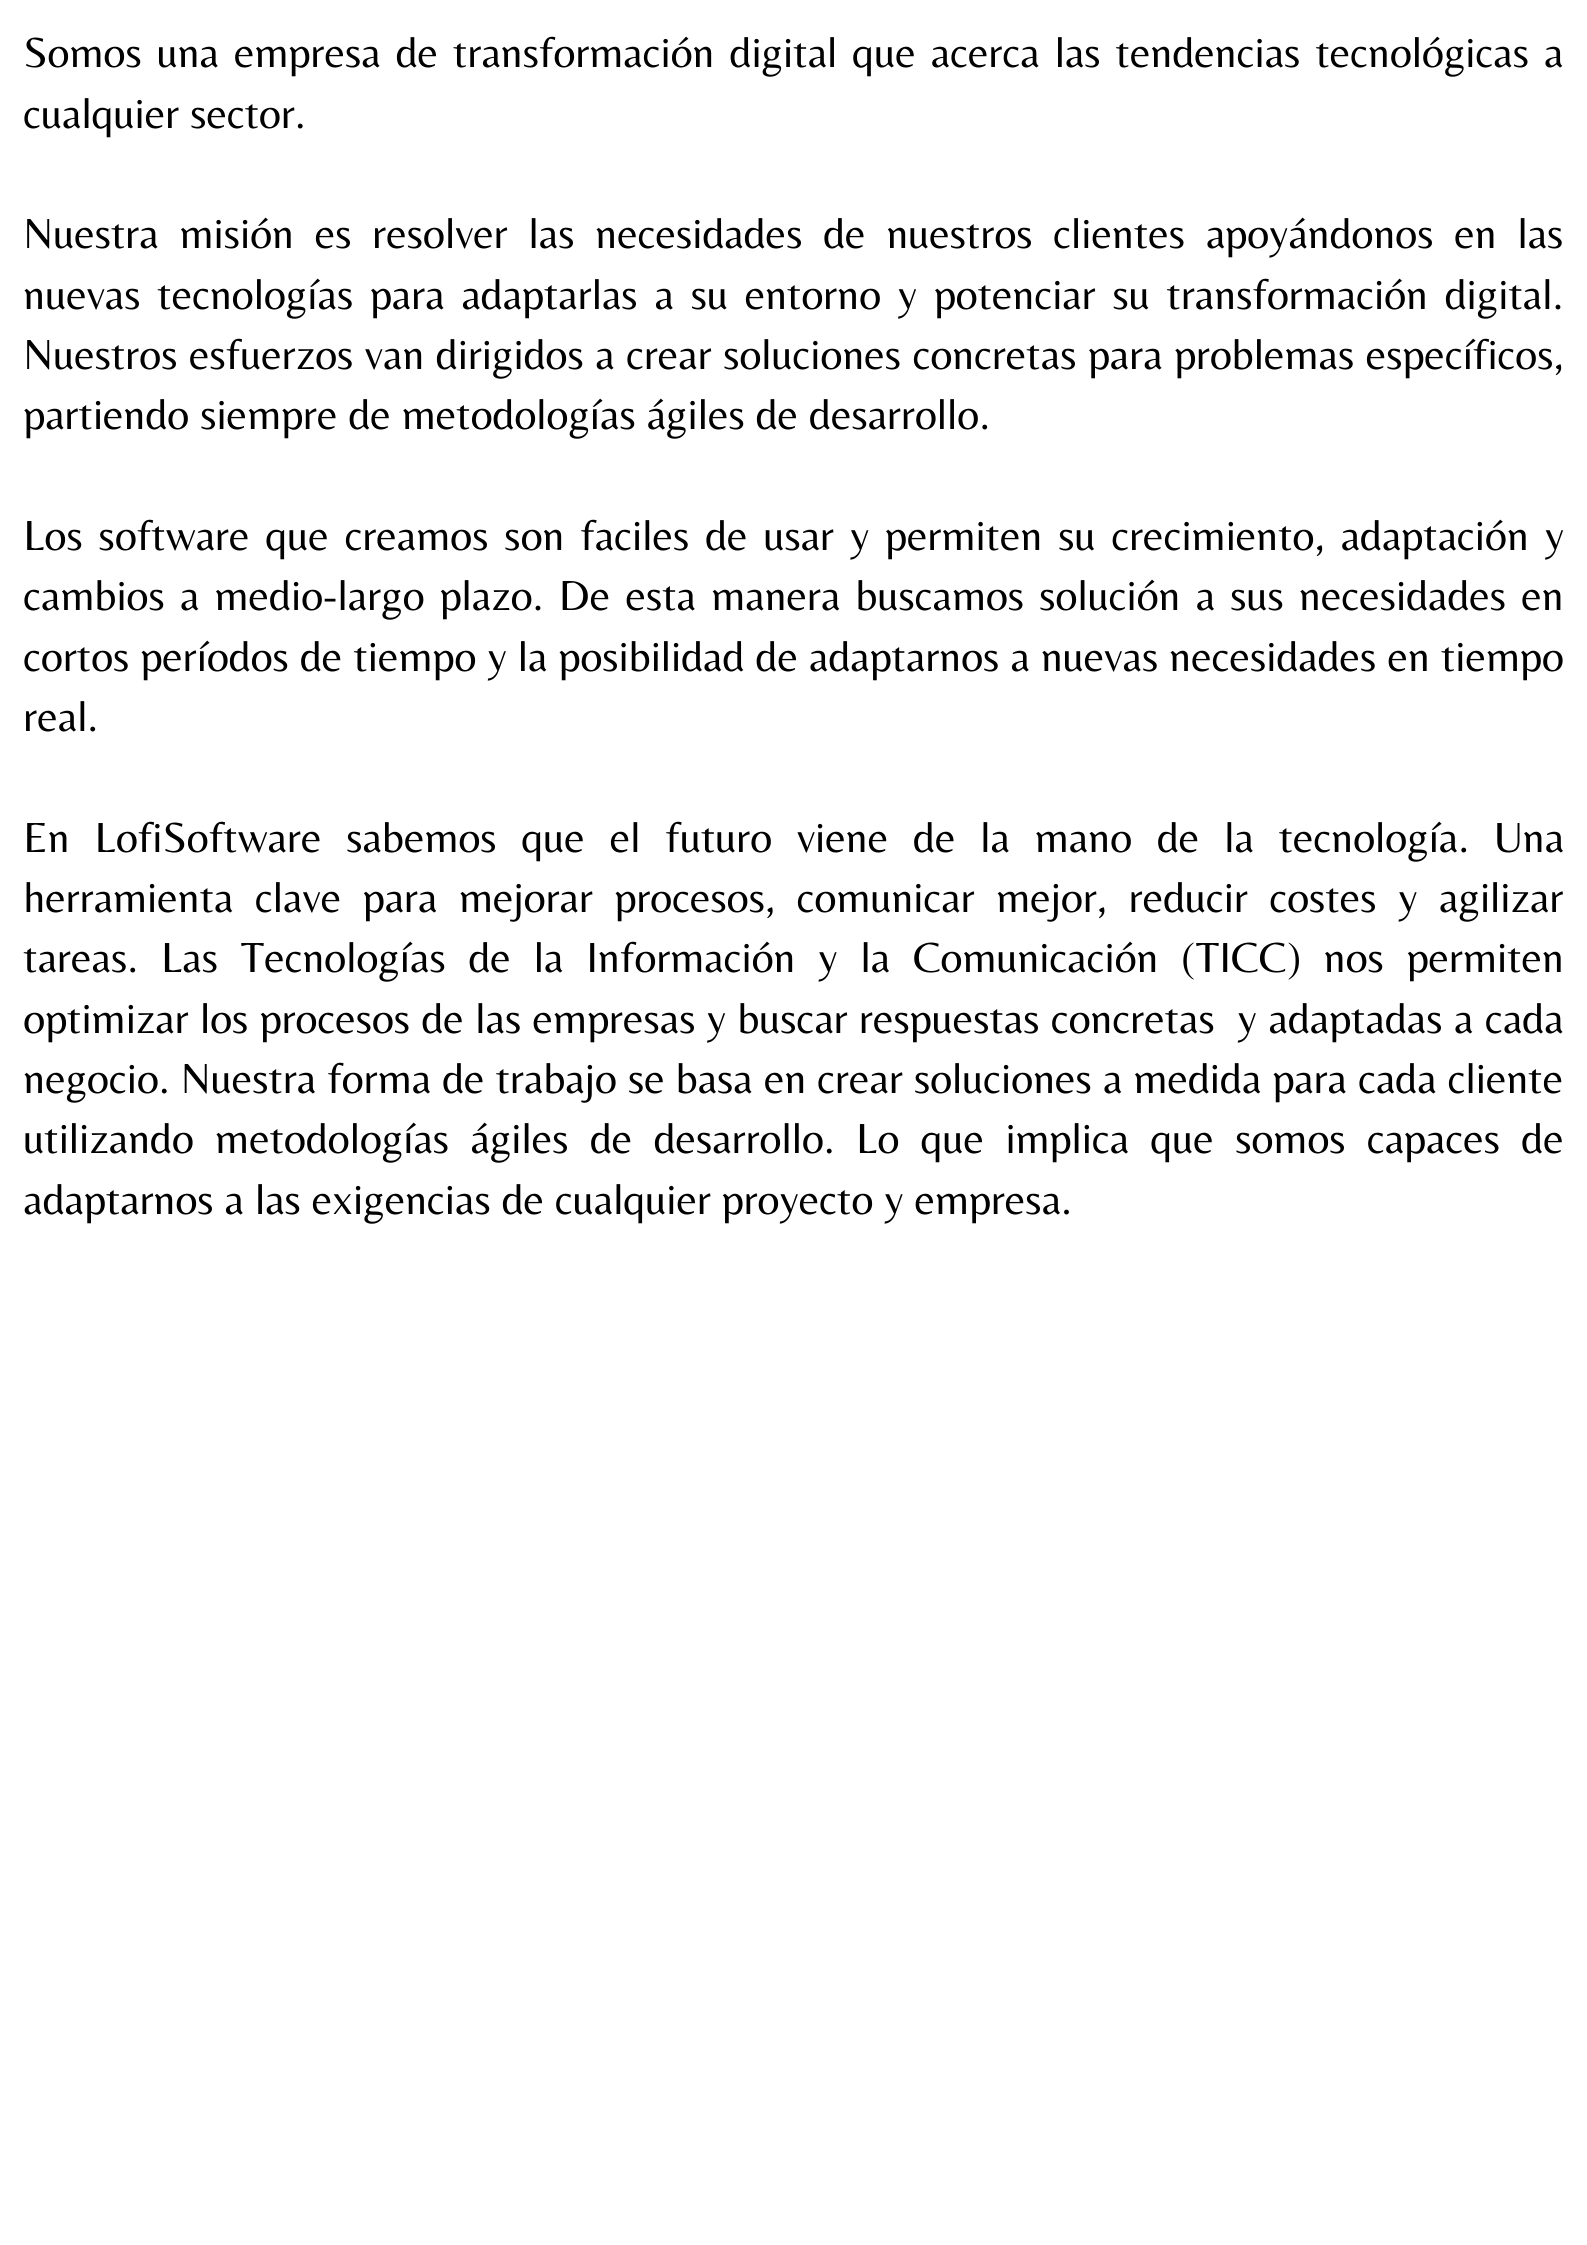 Somos una empresa de transformación digital que acerca las tendencias tecnológicas a
cualquier sector.
Nuestra misión es resolver las necesidades de nuestros clientes apoyándonos en las
nuevas tecnologías para adaptarlas a su entorno y potenciar su transformación digital.
Nuestros esfuerzos van dirigidos a crear soluciones concretas para problemas específicos,
partiendo siempre de metodologías ágiles de desarrollo.
Los software que creamos son faciles de usar y permiten su crecimiento, adaptación y
cambios a medio-largo plazo. De esta manera buscamos solución a sus necesidades en
cortos períodos de tiempo y la posibilidad de adaptarnos a nuevas necesidades en tiempo
real.
En LofiSoftware sabemos que el futuro viene de la mano de la tecnología. Una
herramienta clave para mejorar procesos, comunicar mejor, reducir costes y agilizar
tareas. Las Tecnologías de la Información y la Comunicación (TICC) nos permiten
optimizar los procesos de las empresas y buscar respuestas concretas  y adaptadas a cada
negocio. Nuestra forma de trabajo se basa en crear soluciones a medida para cada cliente
utilizando metodologías ágiles de desarrollo. Lo que implica que somos capaces de
adaptarnos a las exigencias de cualquier proyecto y empresa.